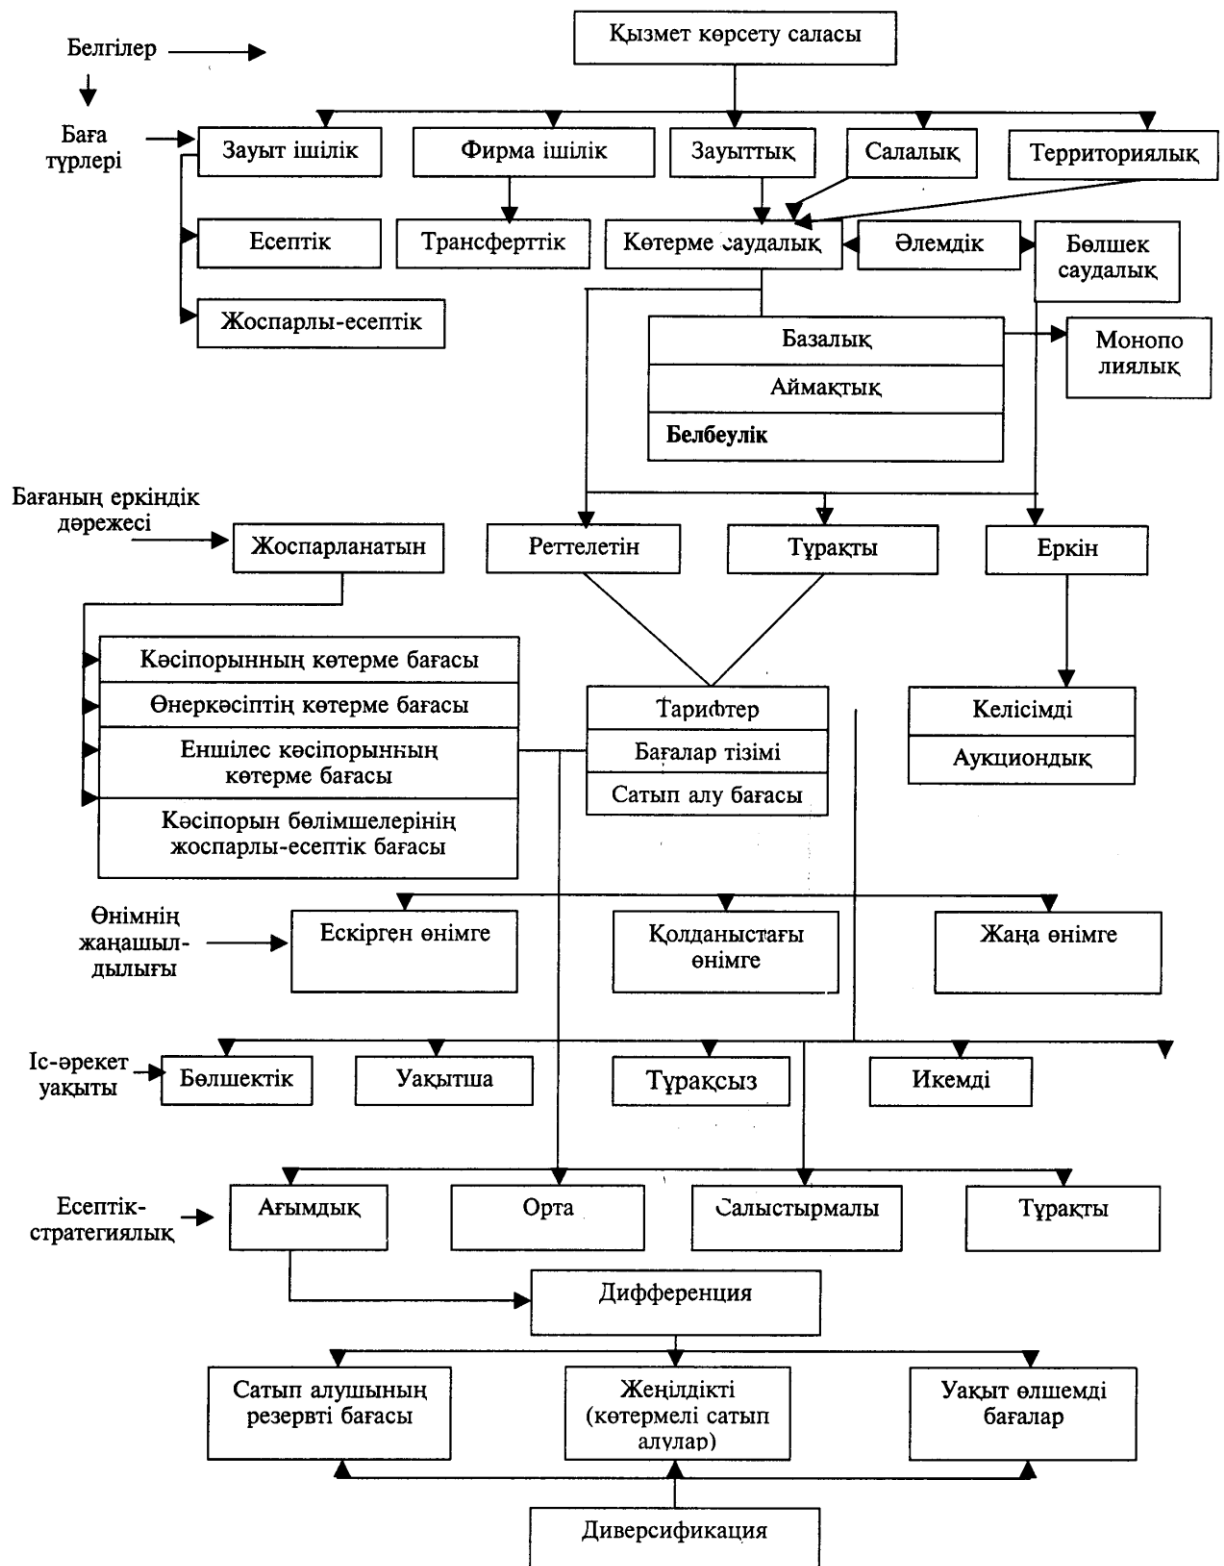 Белгілер
Қызмет көрсету саласы
Баға
түрлері
Зауыт ішілік
Фирма ішілік
Зауыттық
Салалық
Территориялық
Есептік
Трансферттік
Көтерме саудалық
Әлемдік
Бөлшек
саудалық
Жоспарлы-есептік
Базалық
Аймақтық
Белбеулік
Монопо
лиялық
Бағаның еркіндік
дәрежесі
Жоспарланатын
Реттелетін
Тұрақты
Еркін
Кәсіпорынның көтерме бағасы
Өнеркәсіптің көтерме бағасы
Еншілес кәсіпорынның
көтерме бағасы
Кәсіпорын бөлімшелерінің
жоспарлы-есептік бағасы
Тарифтер
Бағалар тізімі
Сатып алу бағасы
Келісімді
Аукциондық
Өнімнің
жаңашыл-
дылығы
Ескірген өнімге
Қолданыстағы
өнімге
Жаңа өнімге
Іс-әрекет
уақыты
Бөлшектік
Уақытша
Тұрақсыз
Икемді
Есептік-
стратегиялық
Ағымдық
Орта
Салыстырмалы
Тұрақты
Дифференция
Сатып алушының
резервті бағасы
Жеңілдікті
(көтермелі сатып
алулар)
Уақыт өлшемді
бағалар
Диверсификация